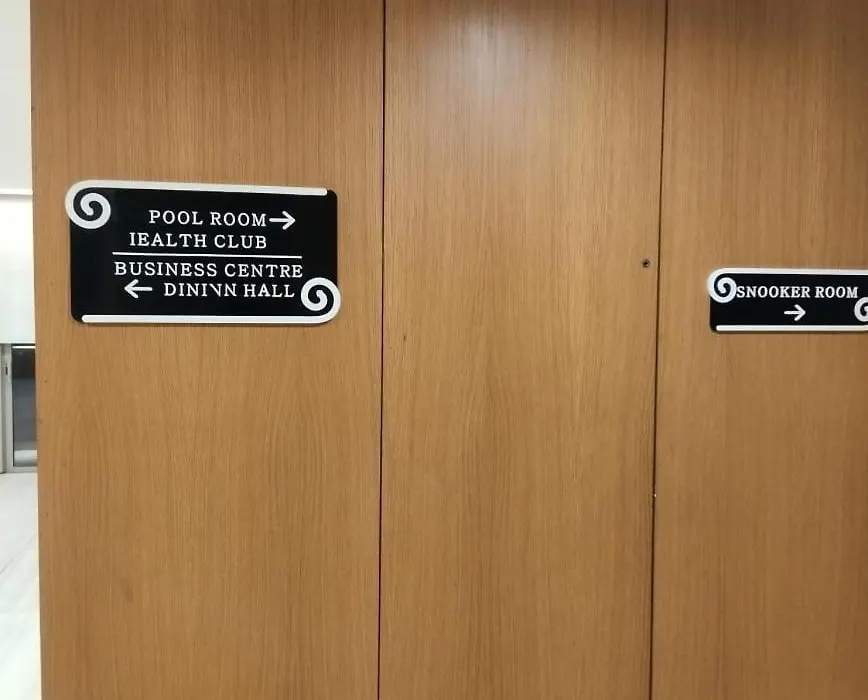 POOL ROOM →
IEALTH CLUB
BUSINESS CENTRE
← DINIVN HALL
SNOOKER ROOM
→